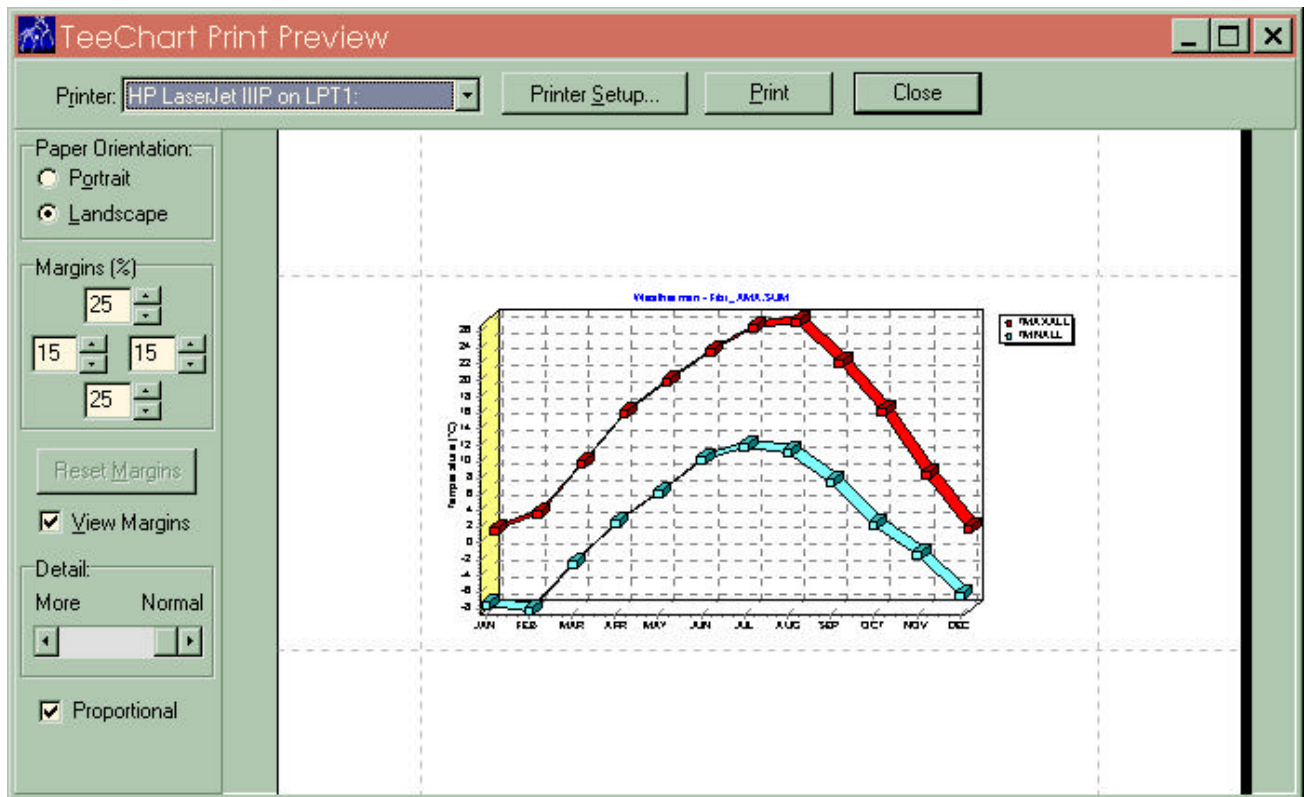 TeeChart Print Preview
Printer: HP LaserJet IIIP on LPT1: Printer Setup... Print Close
Paper Orientation:
Portrait
Landscape
Margins (%)
25
15 15
25
Reset Margins
View Margins
Detail:
More Normal
Proportional
Weatherman -
Temperature (°C)
26
24
22
20
18
16
14
12
10
8
6
4
2
0
-2
-4
-6
-8
JAN FEB MAR APR MAY JUN JUL AUG SEP OCT NOV DEC